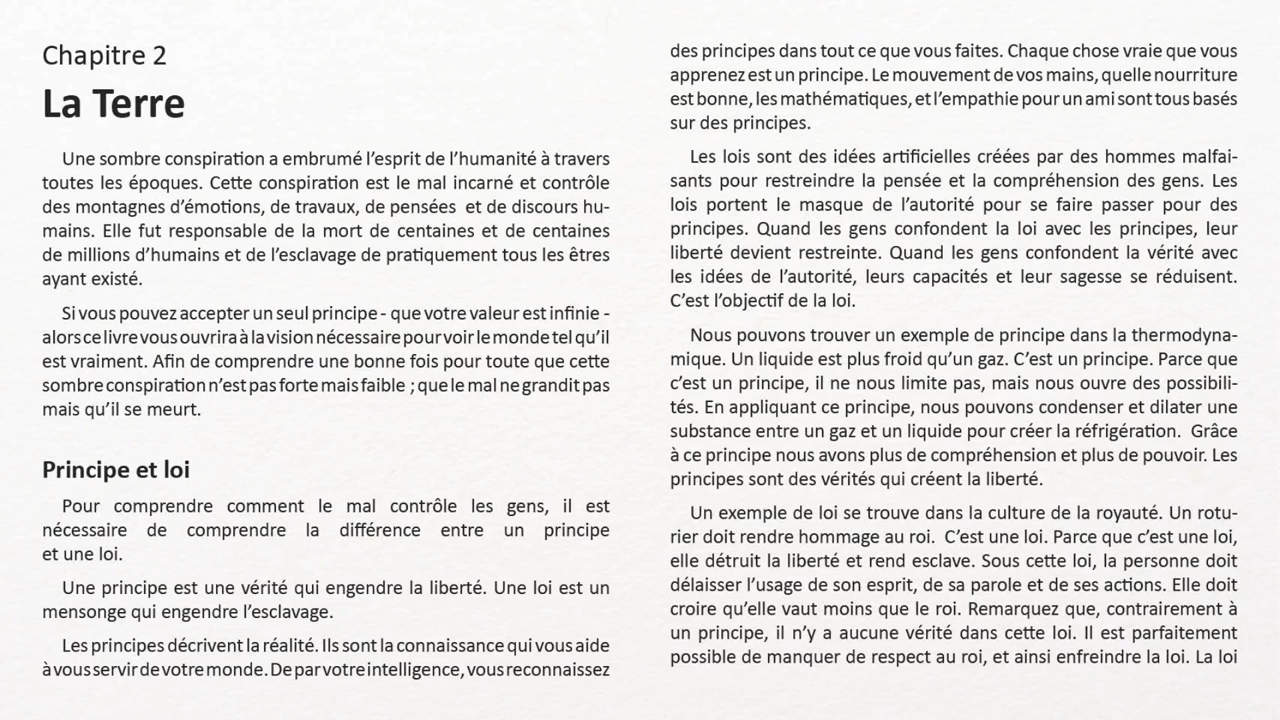 Chapitre 2
La Terre
Une sombre conspiration a embrumé l'esprit de l'humanité à travers
toutes les époques. Cette conspiration est le mal incarné et contrôle
des montagnes d'émotions, de travaux, de pensées  et de discours hu-
mains. Elle fut responsable de la mort de centaines et de centaines
de millions d'humains et de l'esclavage de pratiquement tous les êtres
ayant existé.
Si vous pouvez accepter un seul principe - que votre valeur est infinie -
alors ce livre vous ouvrira à la vision nécessaire pour voir le monde tel qu'il
est vraiment. Afin de comprendre une bonne fois pour toute que cette
sombre conspiration n'est pas forte mais faible ; que le mal ne grandit pas
mais qu'il se meurt.
Principe et loi
Pour comprendre comment le mal contrôle les gens, il est
nécessaire de comprendre la différence entre un principe
et une loi.
Une principe est une vérité qui engendre la liberté. Une loi est un
mensonge qui engendre l'esclavage.
Les principes décrivent la réalité. Ils sont la connaissance qui vous aide
à vous servir de votre monde. De par votre intelligence, vous reconnaissez
des principes dans tout ce que vous faites. Chaque chose vraie que vous
apprenez est un principe. Le mouvement de vos mains, quelle nourriture
est bonne, les mathématiques, et l'empathie pour un ami sont tous basés
sur des principes.
Les lois sont des idées artificielles créées par des hommes malfai-
sants pour restreindre la pensée et la compréhension des gens. Les
lois portent le masque de l'autorité pour se faire passer pour des
principes. Quand les gens confondent la loi avec les principes, leur
liberté devient restreinte. Quand les gens confondent la vérité avec
les idées de l'autorité, leurs capacités et leur sagesse se réduisent.
C'est l'objectif de la loi.
Nous pouvons trouver un exemple de principe dans la thermodyna-
mique. Un liquide est plus froid qu'un gaz. C'est un principe. Parce que
c'est un principe, il ne nous limite pas, mais nous ouvre des possibili-
tés. En appliquant ce principe, nous pouvons condenser et dilater une
substance entre un gaz et un liquide pour créer la réfrigération.  Grâce
à ce principe nous avons plus de compréhension et plus de pouvoir. Les
principes sont des vérités qui créent la liberté.
Un exemple de loi se trouve dans la culture de la royauté. Un rotu-
rier doit rendre hommage au roi.  C'est une loi. Parce que c'est une loi,
elle détruit la liberté et rend esclave. Sous cette loi, la personne doit
délaisser l'usage de son esprit, de sa parole et de ses actions. Elle doit
croire qu'elle vaut moins que le roi. Remarquez que, contrairement à
un principe, il n'y a aucune vérité dans cette loi. Il est parfaitement
possible de manquer de respect au roi, et ainsi enfreindre la loi. La loi